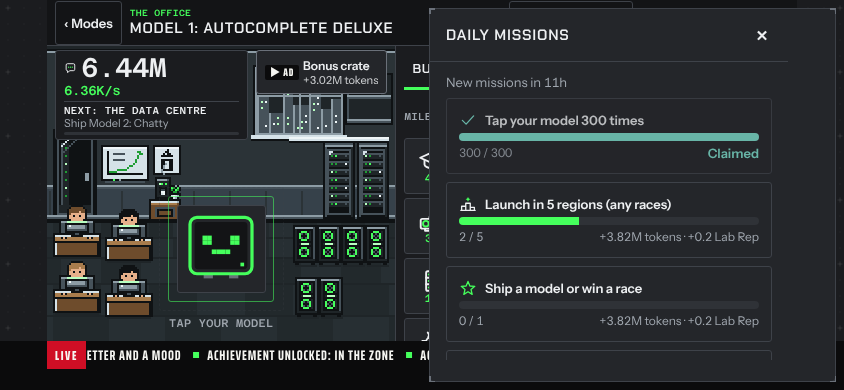 ‹ Modes
THE OFFICE
MODEL 1: AUTOCOMPLETE DELUXE
6.44M
6.36K/s
NEXT: THE DATA CENTRE
Ship Model 2: Chatty
AD
Bonus crate
+3.02M tokens
BU
MILE
TAP YOUR MODEL
LIVE
ETTER AND A MOOD
ACHIEVEMENT UNLOCKED: IN THE ZONE
DAILY MISSIONS
×
New missions in 11h
Tap your model 300 times
300 / 300
Claimed
Launch in 5 regions (any races)
2 / 5
+3.82M tokens · +0.2 Lab Rep
Ship a model or win a race
0 / 1
+3.82M tokens · +0.2 Lab Rep